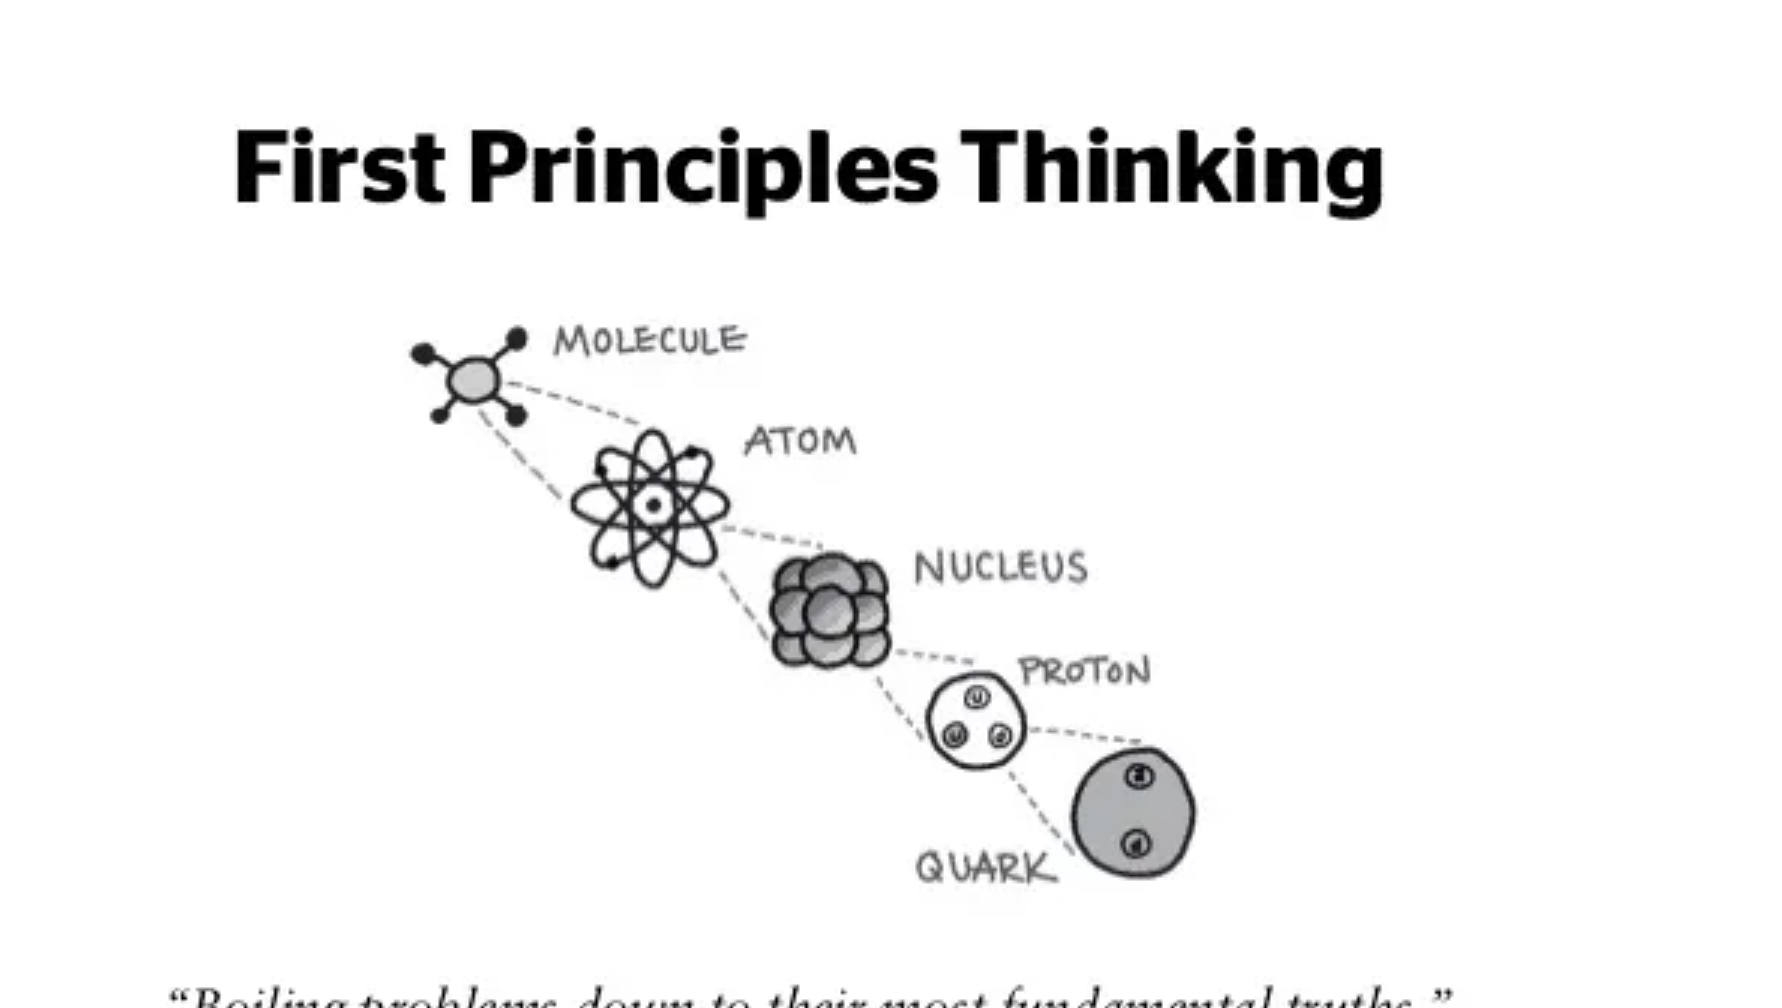 First Principles Thinking
MOLECULE
ATOM
NUCLEUS
PROTON
u
u d
QUARK
d
“Boiling problems down to their most fundamental truths.”